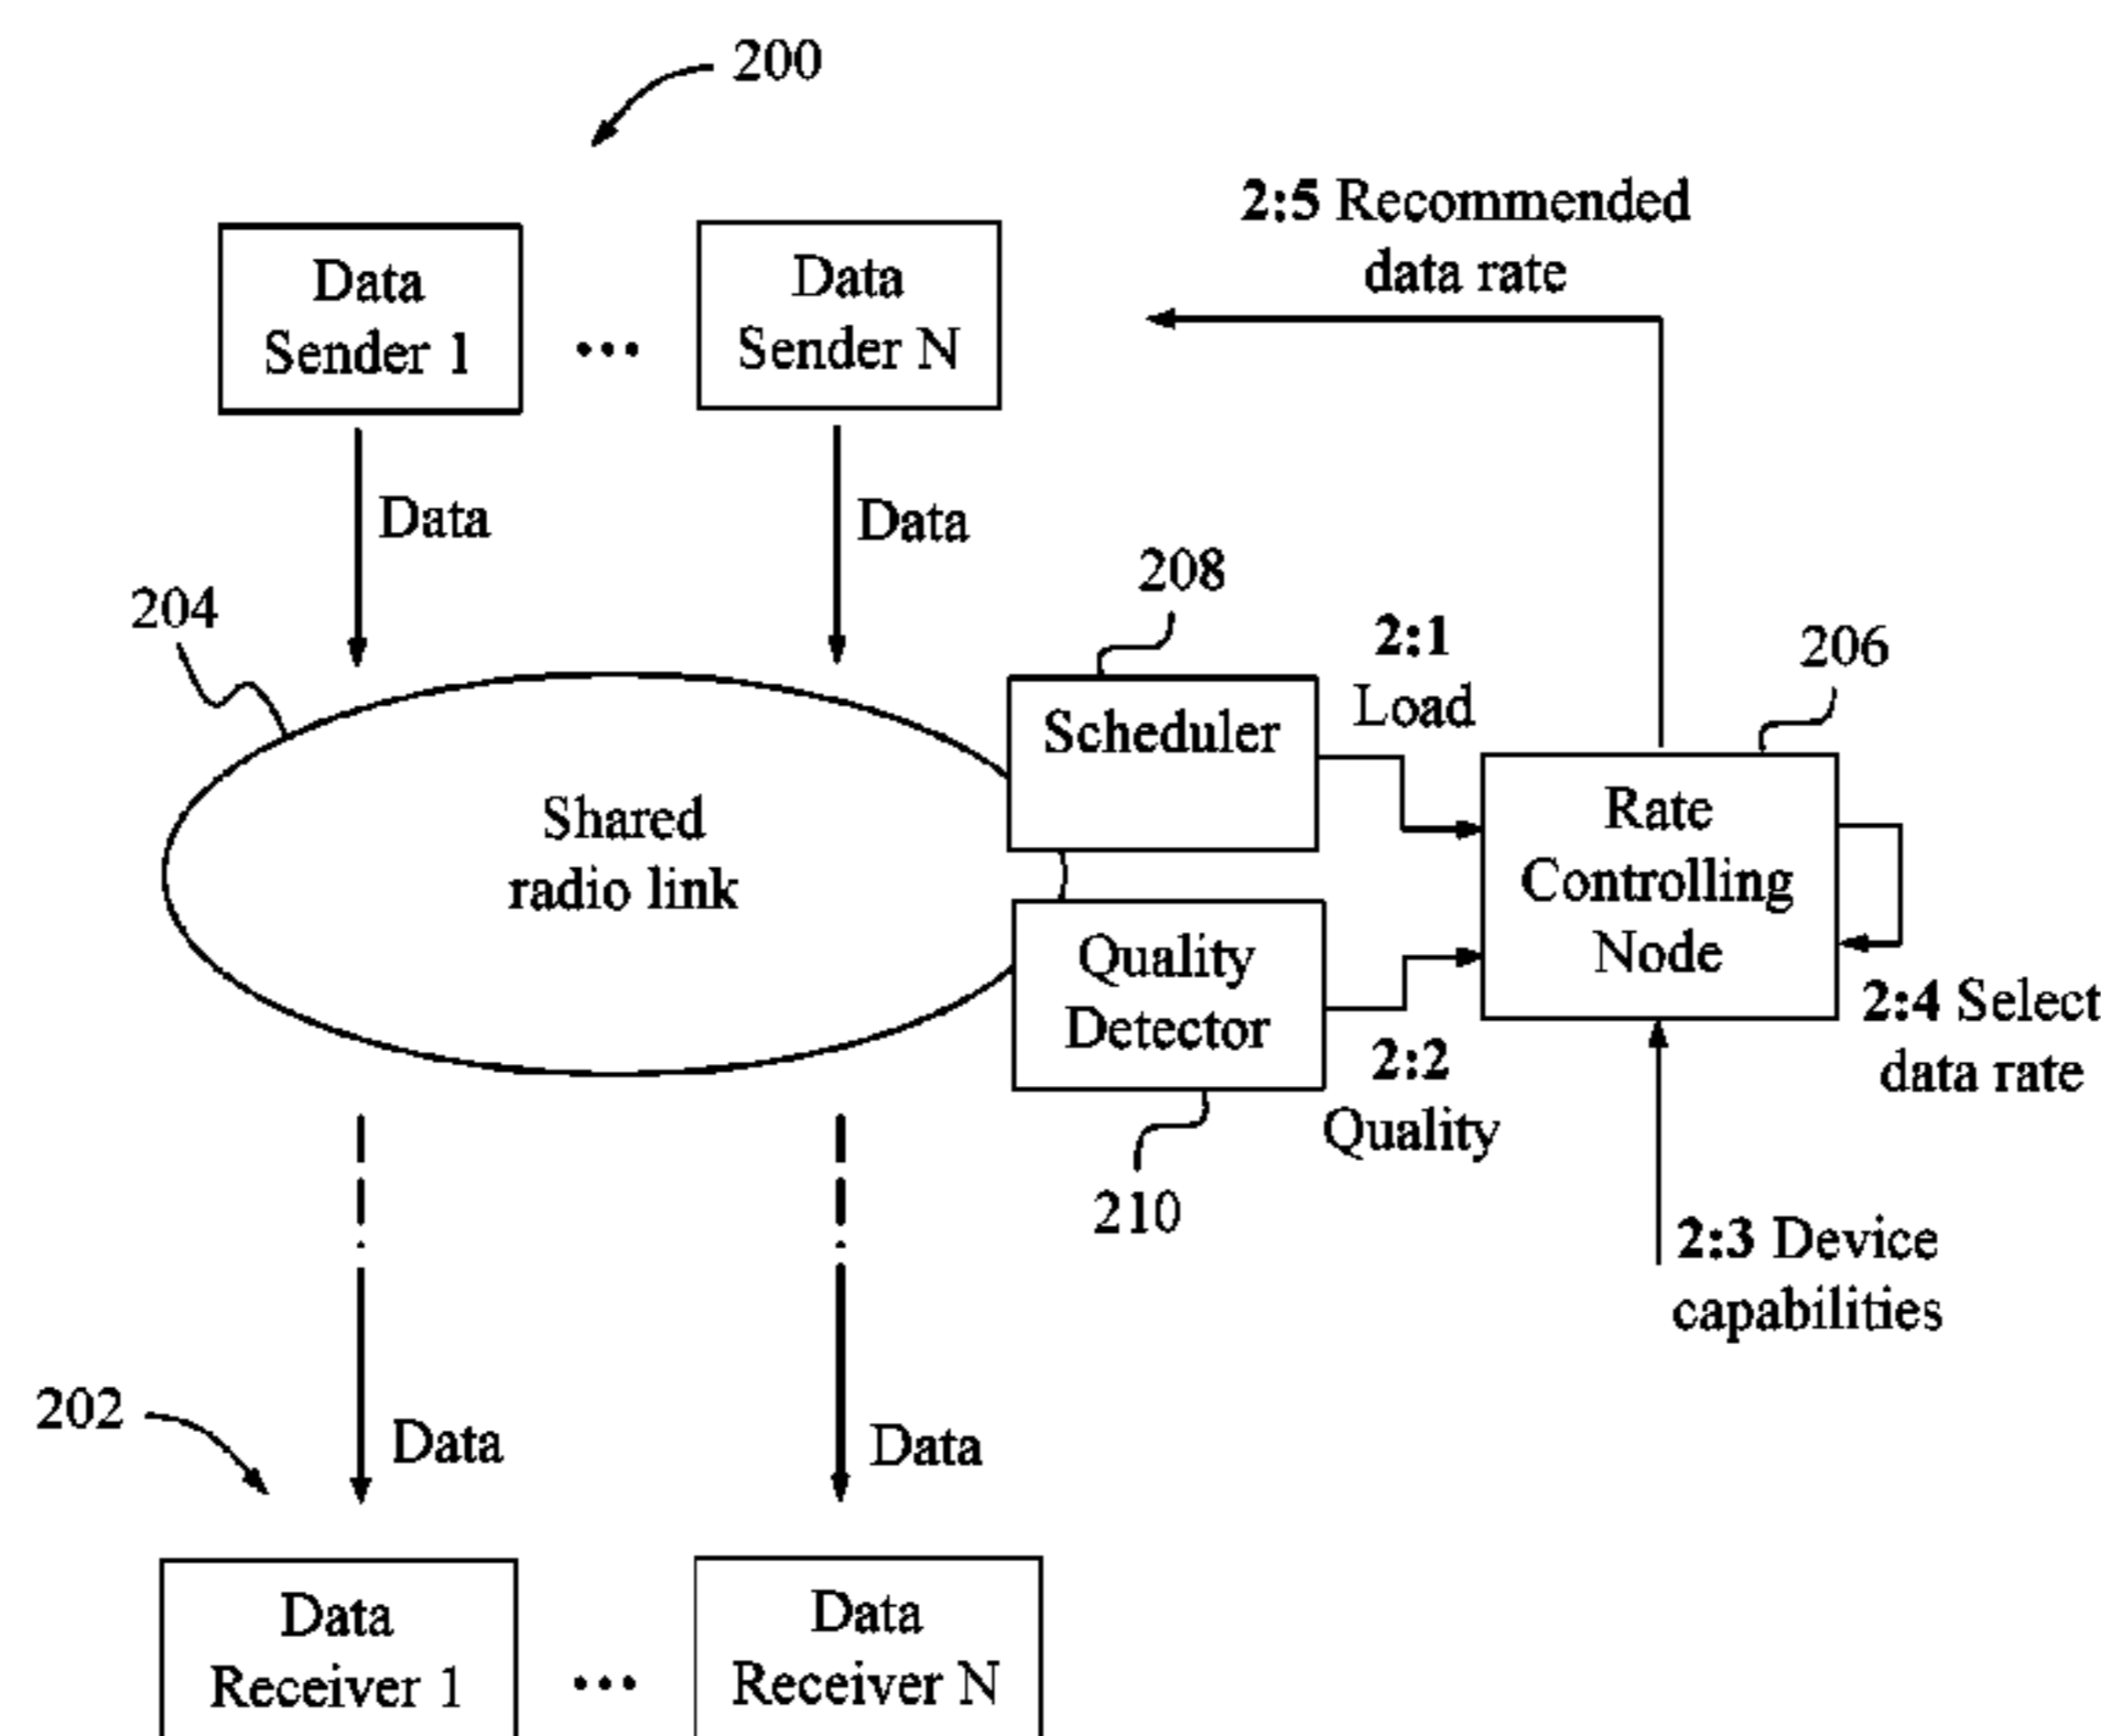 200
2:5 Recommended
data rate
Data
Sender 1
...
Data
Sender N
Data
Data
204
208
2:1
Load
206
Scheduler
Shared
radio link
Rate
Controlling
Node
Quality
Detector
2:4 Select
data rate
2:2
Quality
210
2:3 Device
capabilities
202
Data
Data
Data
Receiver 1
...
Data
Receiver N